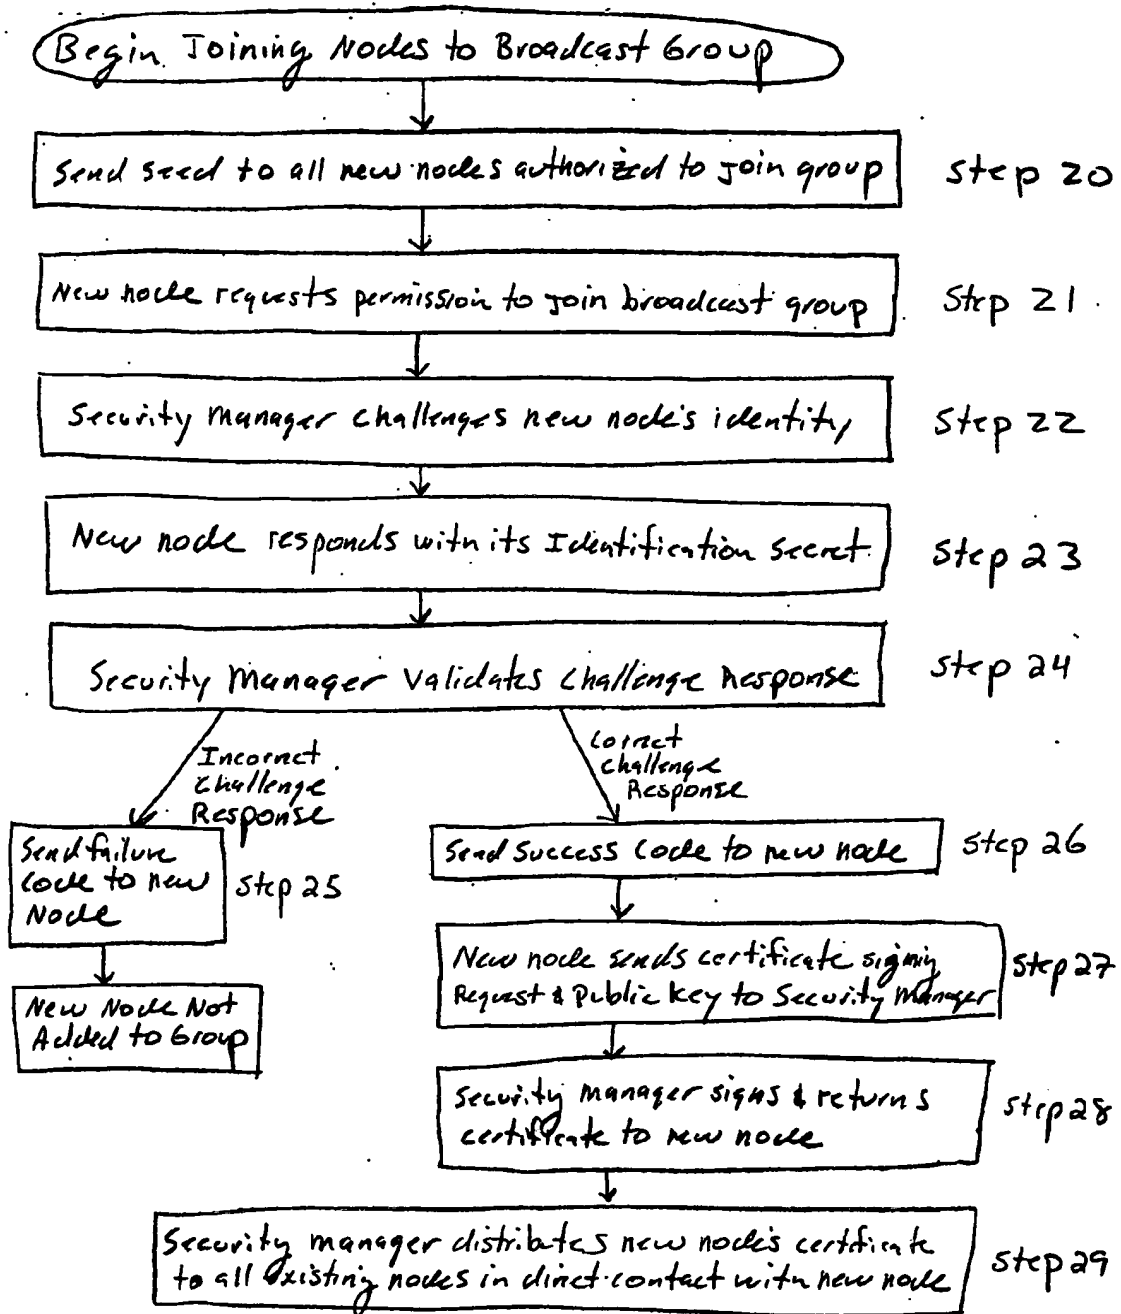 Begin Joining Nodes to Broadcast Group
Send seed to all new nodes authorized to join group
Step 20
New node requests permission to join broadcast group
Step 21
Security Manager Challenges new node's identity
Step 22
New node responds with its Identification Secret
Step 23
Security Manager Validates Challenge Response
Step 24
Incorrect
Challenge
Response
Correct
Challenge
Response
Send failure
Code to new
Node
Step 25
Send Success Code to new node
Step 26
New Node Not
Added to Group
New node sends certificate signing
Request & Public Key to Security Manager
Step 27
Security manager signs & returns
certificate to new node
Step 28
Security manager distributes new node's certificate
to all existing nodes in direct contact with new node
Step 29